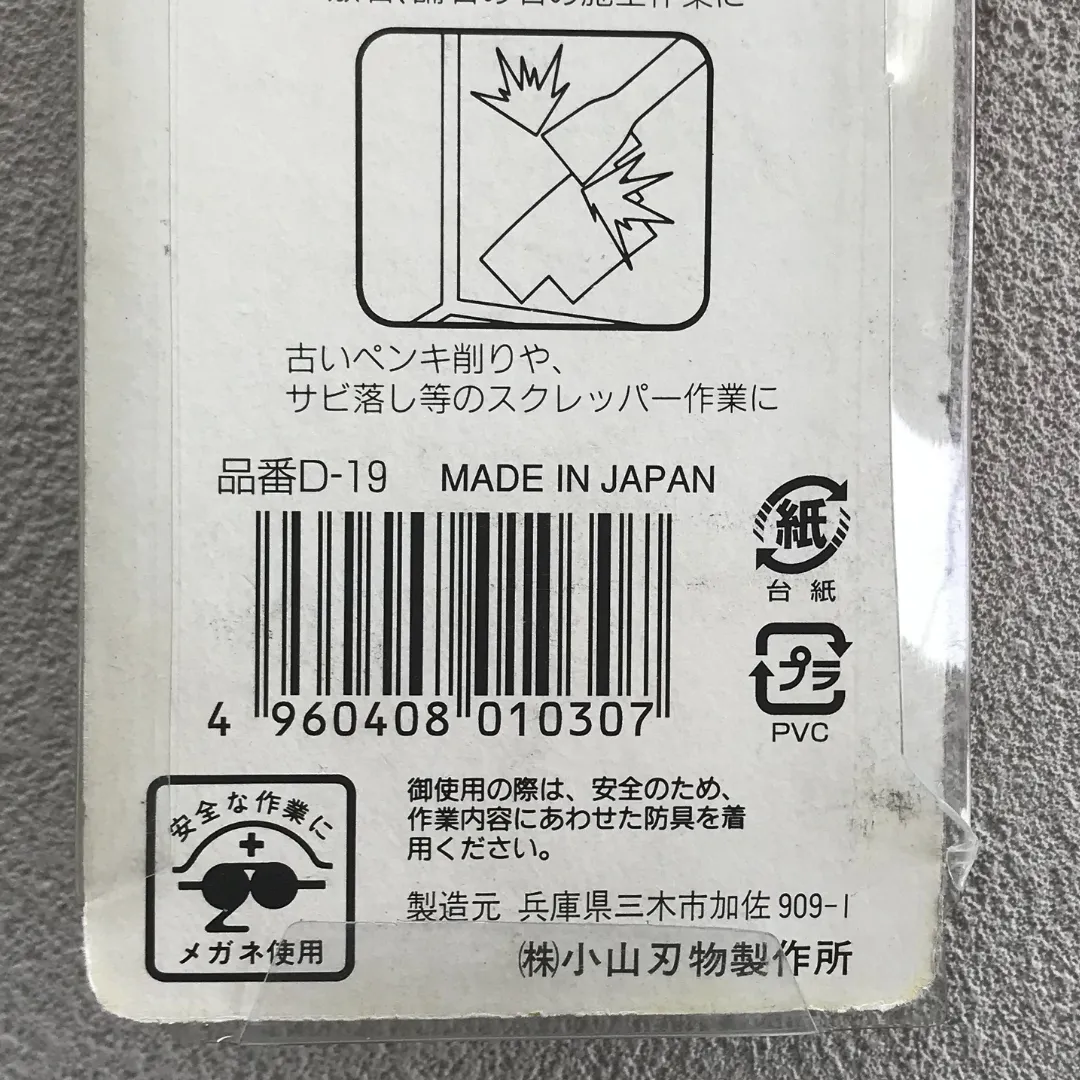 古いペンキ削りや、
サビ落し等のスクレッパー作業に
品番D-19 MADE IN JAPAN
紙
台紙
プラ
PVC
4 960408 010307
安全な作業に
メガネ使用
御使用の際は、安全のため、
作業内容にあわせた防具を着
用ください。
製造元 兵庫県三木市加佐909-1
㈱小山刃物製作所